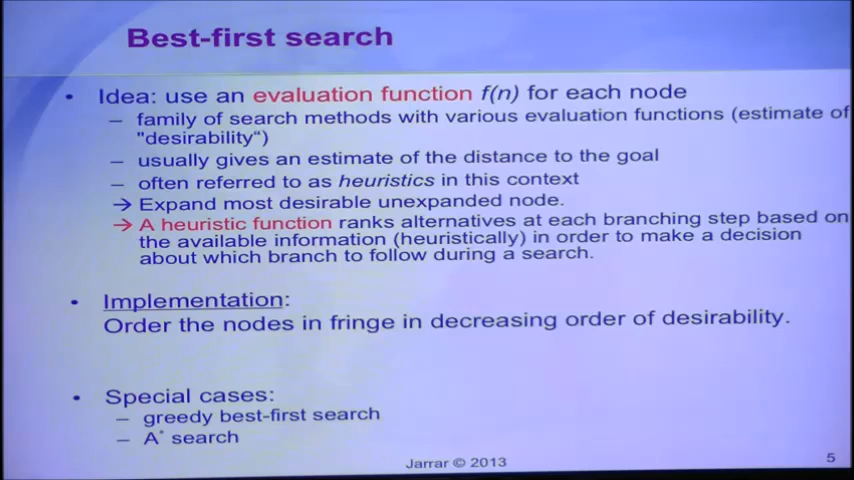 Best-first search
• Idea: use an evaluation function f(n) for each node
– family of search methods with various evaluation functions (estimate of
"desirability“)
– usually gives an estimate of the distance to the goal
– often referred to as heuristics in this context
→ Expand most desirable unexpanded node.
→ A heuristic function ranks alternatives at each branching step based on
the available information (heuristically) in order to make a decision
about which branch to follow during a search.
• Implementation:
Order the nodes in fringe in decreasing order of desirability.
• Special cases:
– greedy best-first search
– A* search
Jarrar © 2013
5